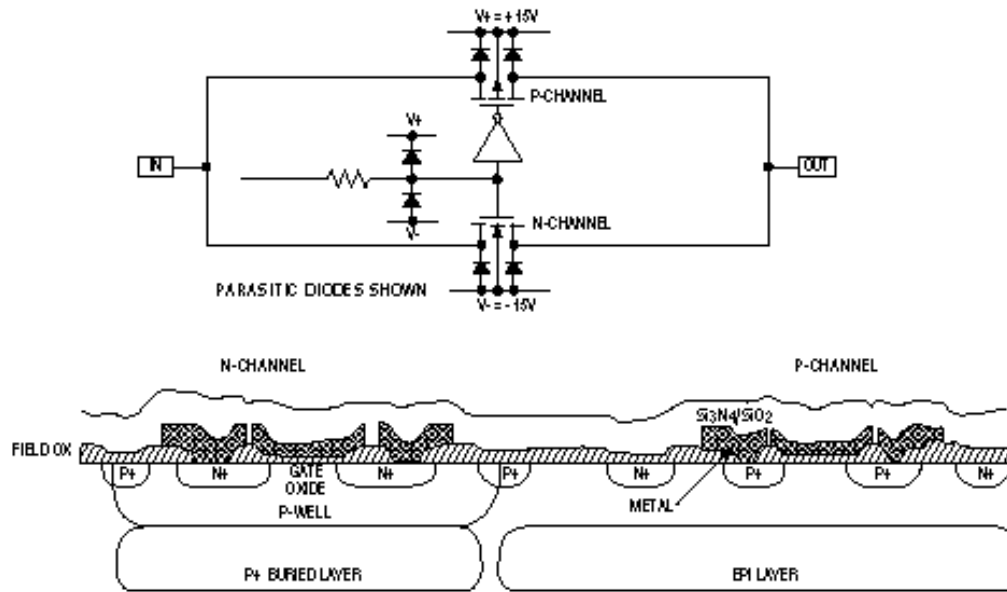 V+ = + 15V
P-CHANNEL
V+
IN
OUT
N-CHANNEL
V-
PARASITIC DIODES SHOWN
V- = - 15V
N-CHANNEL
P-CHANNEL
Si3N4/SiO2
FIELD OX
P+
N+
GATE
OXIDE
N+
P+
N+
P+
P+
N+
METAL
P-WELL
P+ BURIED LAYER
EPI LAYER